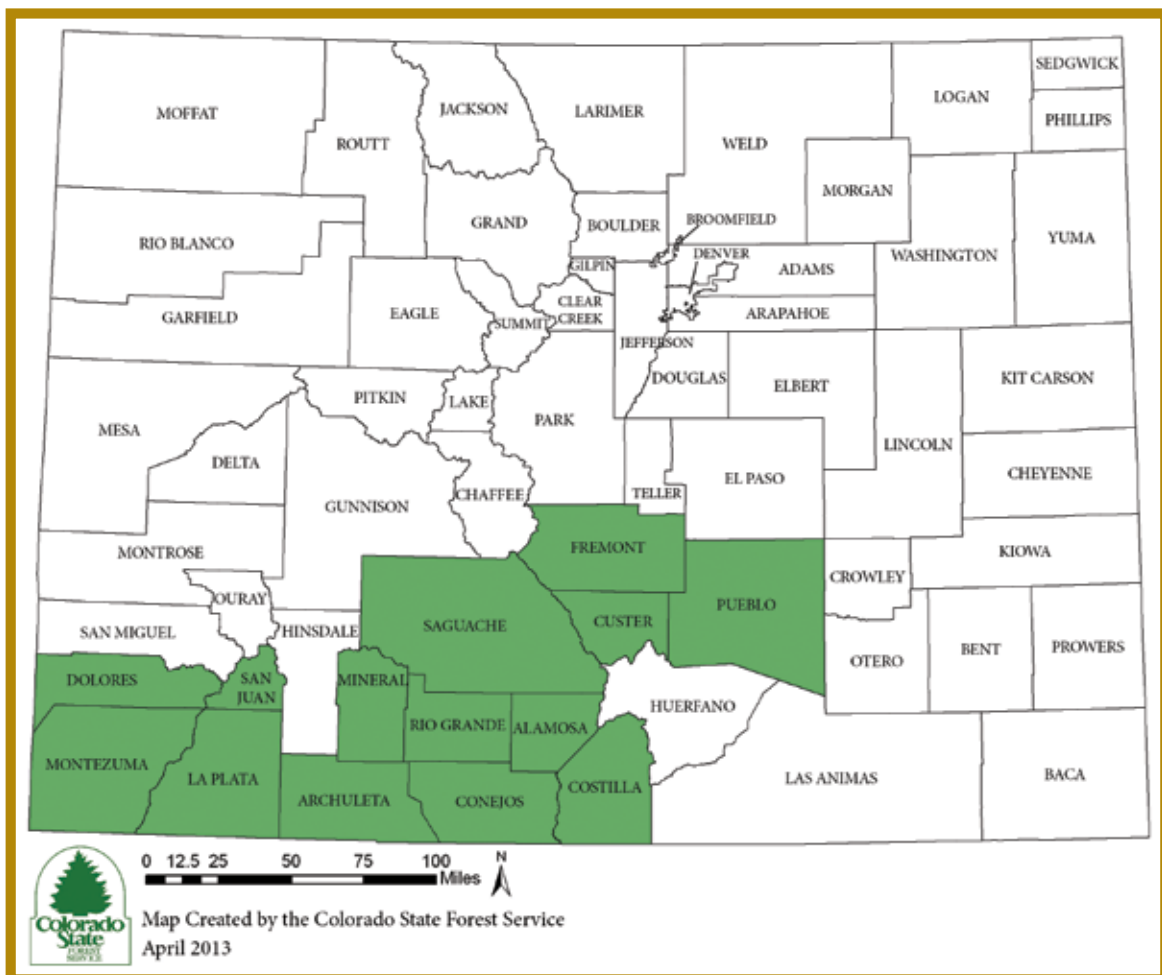 SEDGWICK
LOGAN
JACKSON
LARIMER
MOFFAT
PHILLIPS
ROUTT
WELD
MORGAN
GRAND
BOULDER
BROOMFIELD
RIO BLANCO
YUMA
WASHINGTON
DENVER
GILPIN
ADAMS
CLEAR
CREEK
EAGLE
GARFIELD
SUMMIT
ARAPAHOE
JEFFERSON
DOUGLAS
KIT CARSON
ELBERT
PITKIN
LAKE
PARK
MESA
LINCOLN
DELTA
CHEYENNE
EL PASO
CHAFFEE
TELLER
GUNNISON
FREMONT
MONTROSE
KIOWA
CROWLEY
OURAY
PUEBLO
CUSTER
SAGUACHE
HINSDALE
SAN MIGUEL
PROWERS
BENT
OTERO
DOLORES
SAN
JUAN
MINERAL
HUERFANO
RIO GRANDE
ALAMOSA
MONTEZUMA
LA PLATA
BACA
LAS ANIMAS
COSTILLA
ARCHULETA
CONEJOS
0 12.5 25 50 75 100
Miles
N
Map Created by the Colorado State Forest Service
April 2013
Colorado
State
FOREST
SERVICE